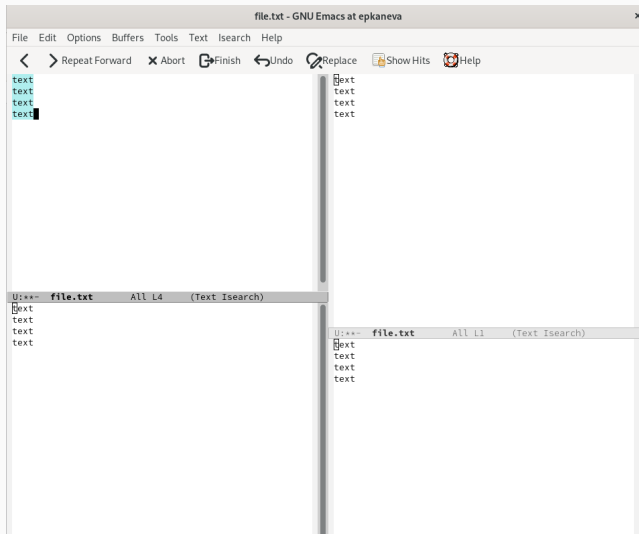 file.txt - GNU Emacs at epkaneva
File Edit Options Buffers Tools Text Isearch Help
Repeat Forward Abort Finish Undo Replace Show Hits Help
text
text
text
text
U:**- file.txt All L4 (Text Isearch)
text
text
text
text
text
text
text
text
U:**- file.txt All L1 (Text Isearch)
text
text
text
text